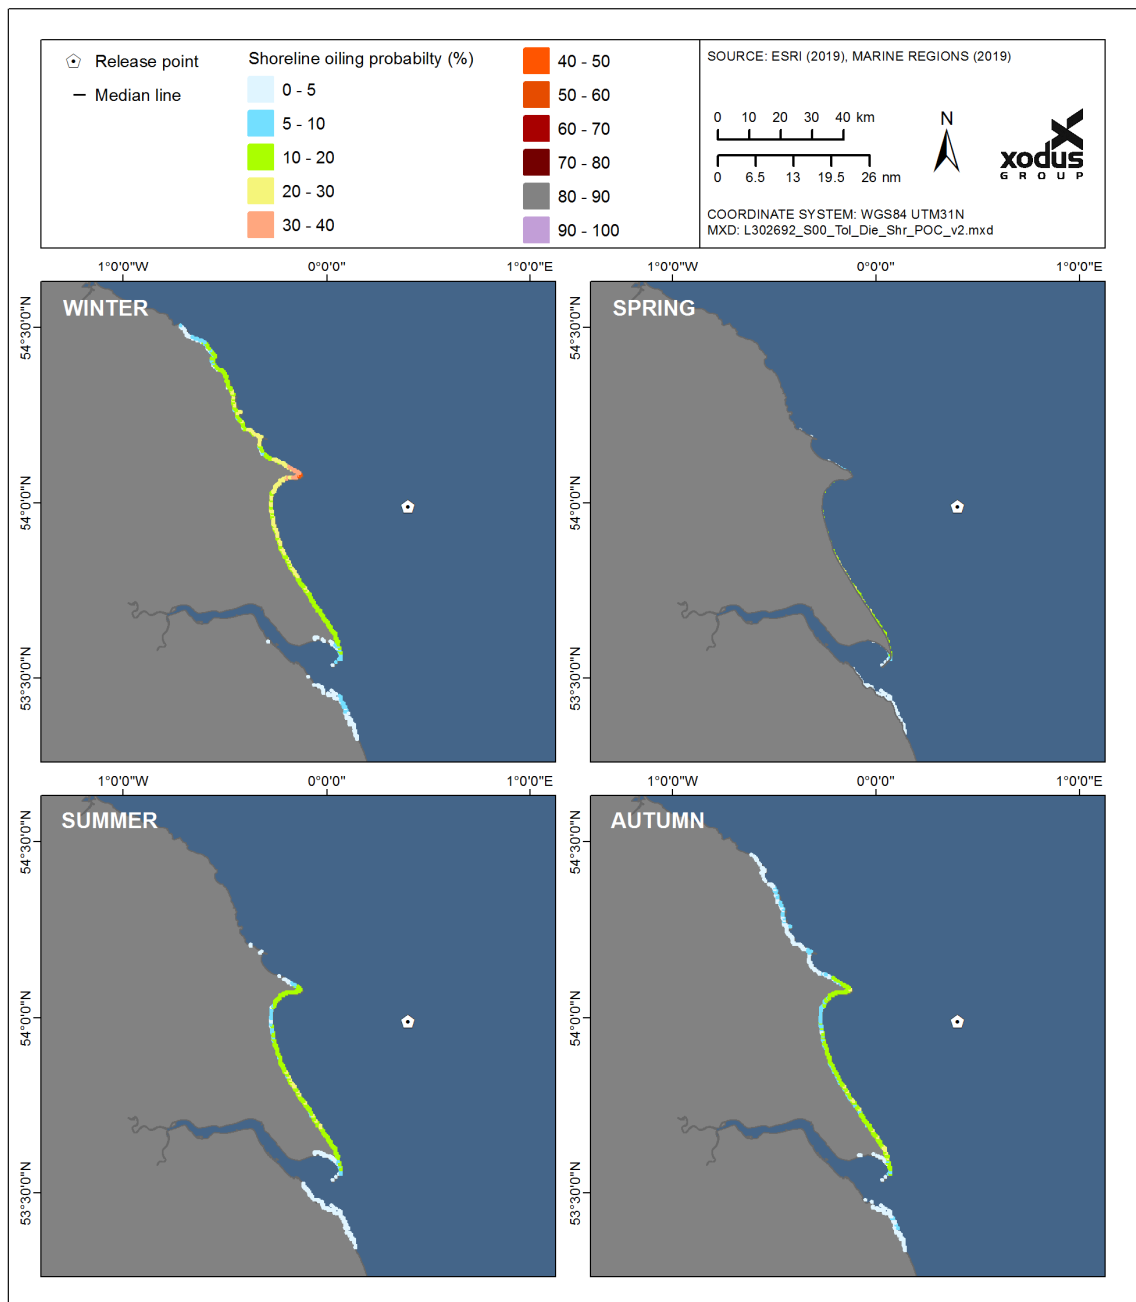 Release point
Median line
Shoreline oiling probabilty (%)
0 - 5
5 - 10
10 - 20
20 - 30
30 - 40
40 - 50
50 - 60
60 - 70
70 - 80
80 - 90
90 - 100
SOURCE: ESRI (2019), MARINE REGIONS (2019)
0 10 20 30 40 km
0 6.5 13 19.5 26 nm
N
xodus
GROUP
COORDINATE SYSTEM: WGS84 UTM31N
MXD: L302692_S00_Tol_Die_Shr_POC_v2.mxd
1°0'0"W 0°0'0" 1°0'0"E
1°0'0"W 0°0'0" 1°0'0"E
WINTER
54°30'0"N
54°0'0"N
53°30'0"N
SPRING
54°30'0"N
54°0'0"N
53°30'0"N
1°0'0"W 0°0'0" 1°0'0"E
1°0'0"W 0°0'0" 1°0'0"E
SUMMER
54°30'0"N
54°0'0"N
53°30'0"N
AUTUMN
54°30'0"N
54°0'0"N
53°30'0"N